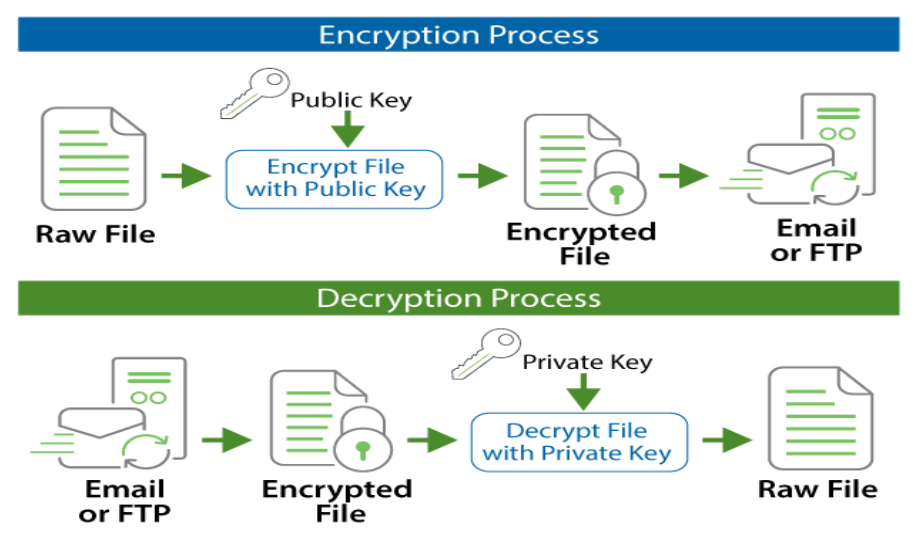 Encryption Process
Public Key
Encrypt File
with Public Key
Raw File
Encrypted
File
Email
or FTP
Decryption Process
Private Key
Decrypt File
with Private Key
Email
or FTP
Encrypted
File
Raw File